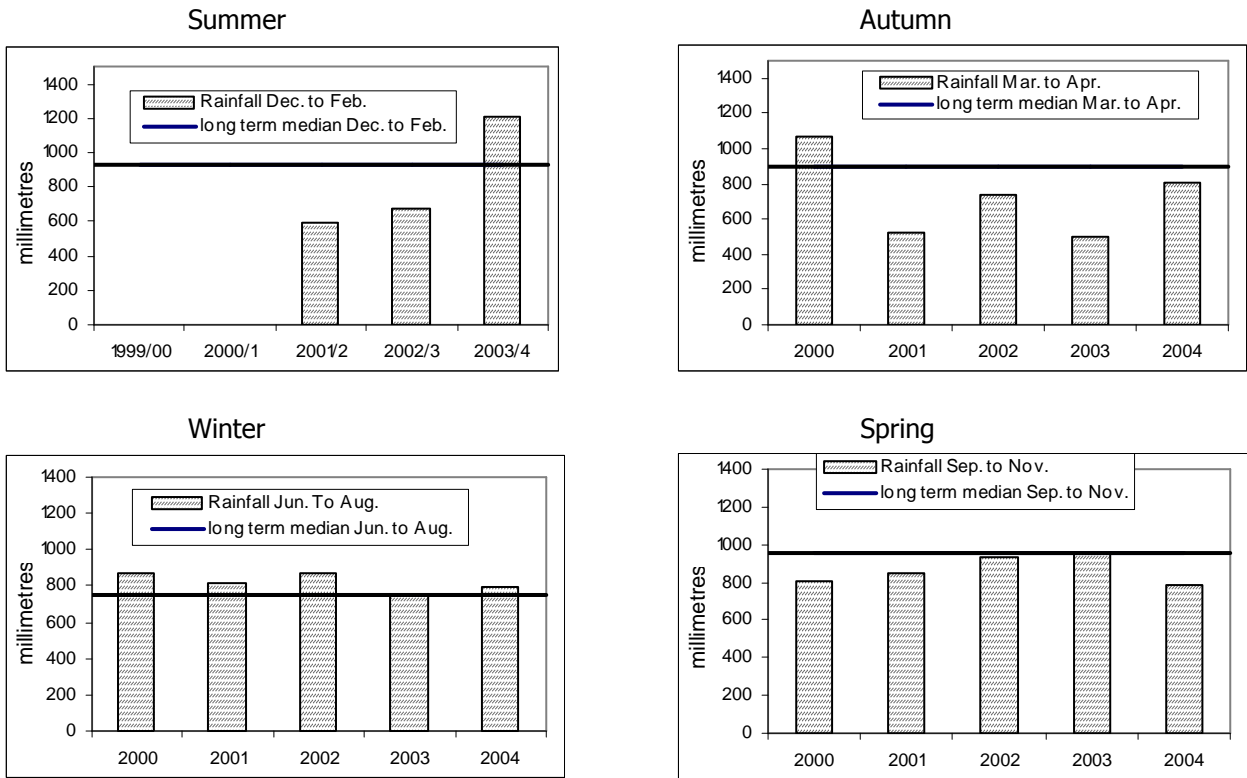 Summer
1400
1200
1000
800
600
400
200
0
millimetres
Rainfall Dec. to Feb.
long term median Dec. to Feb.
1999/00 2000/1 2001/2 2002/3 2003/4
Autumn
1400
1200
1000
800
600
400
200
0
millimetres
Rainfall Mar. to Apr.
long term median Mar. to Apr.
2000 2001 2002 2003 2004
Winter
1400
1200
1000
800
600
400
200
0
millimetres
Rainfall Jun. To Aug.
long term median Jun. to Aug.
2000 2001 2002 2003 2004
Spring
1400
1200
1000
800
600
400
200
0
millimetres
Rainfall Sep. to Nov.
long term median Sep. to Nov.
2000 2001 2002 2003 2004